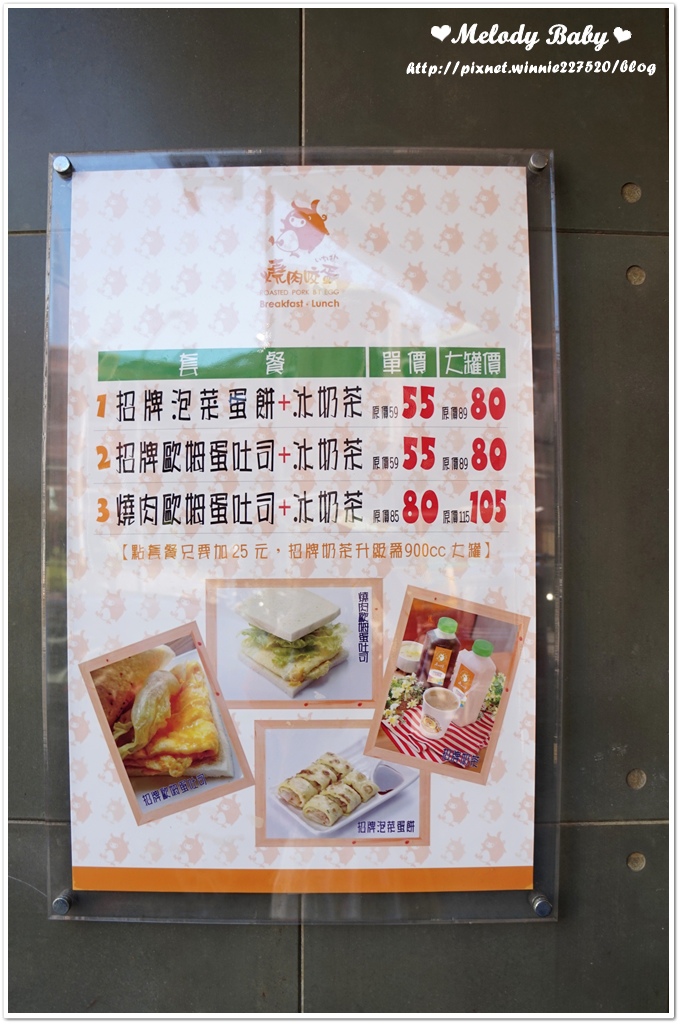 ❤Melody Baby❤
http://pixnet.winnie227520/blog
燒肉咬蛋
ROASTED PORK & EGG
Breakfast · Lunch
套餐 單價 大罐價
1 招牌泡菜蛋餅+冰奶茶 原價59 55 原價89 80
2 招牌歐姆蛋吐司+冰奶茶 原價59 55 原價89 80
3 燒肉歐姆蛋吐司+冰奶茶 原價85 80 原價115 105
【點套餐只要加25元，招牌奶茶升級為900cc大罐】
燒肉歐姆蛋吐司
招牌歐姆蛋吐司
招牌奶茶
招牌泡菜蛋餅